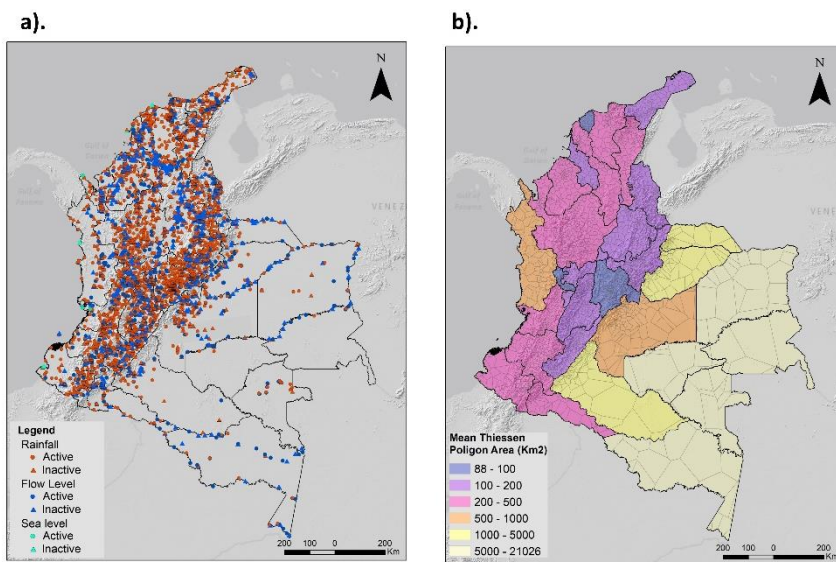 a).
N
VENEZ
Legend
Rainfall
Active
Inactive
Flow Level
Active
Inactive
Sea level
Active
Inactive
200 100 0 200
Km
b).
N
VENEZ
Mean Thiessen
Poligon Area (Km2)
88 - 100
100 - 200
200 - 500
500 - 1000
1000 - 5000
5000 - 21026
200 100 0 200
Km